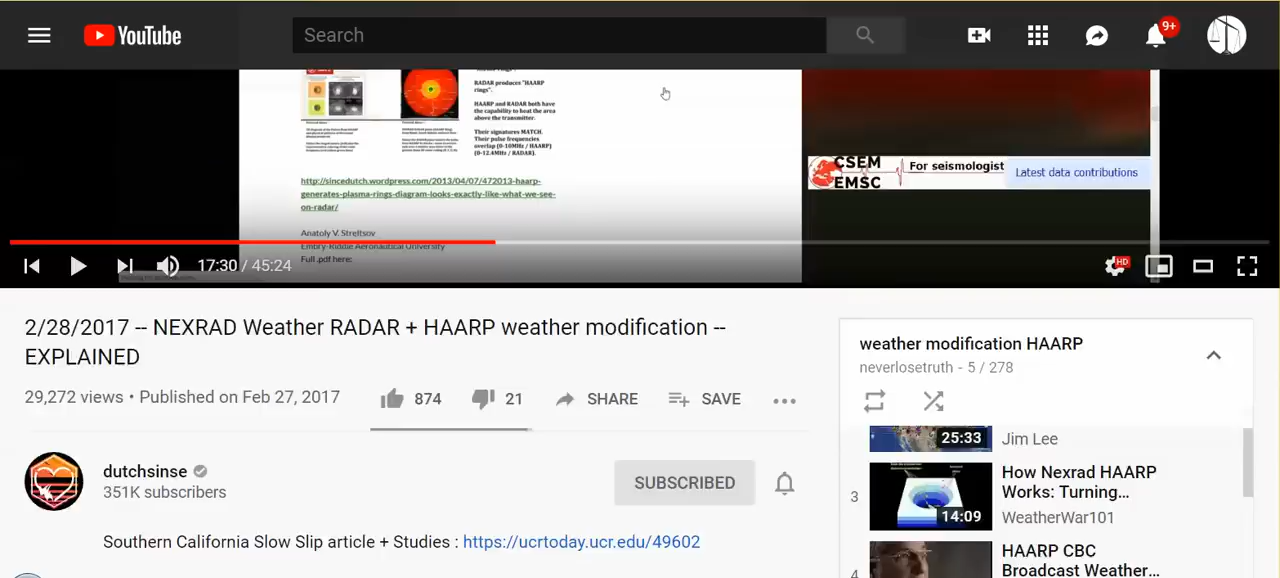 YouTube
Search
9+
RADAR produces "HAARP
rings".
HAARP and RADAR both have
the capability to heat the area
above the transmitter.
Their signatures MATCH.
Their pulse frequencies
overlap (0-10MHz / HAARP)
(0-12.4MHz / RADAR).
http://sincedutch.wordpress.com/2013/04/07/472013-haarp-
generates-plasma-rings-diagram-looks-exactly-like-what-we-see-
on-radar/
Anatoly V. Streltsov
Embry-Riddle Aeronautical University
Full .pdf here:
CSEM
EMSC
For seismologist
Latest data contributions
17:30 / 45:24
HD
2/28/2017 -- NEXRAD Weather RADAR + HAARP weather modification --
EXPLAINED
29,272 views • Published on Feb 27, 2017
874
21
SHARE
SAVE
dutchsinse
351K subscribers
SUBSCRIBED
Southern California Slow Slip article + Studies : https://ucrtoday.ucr.edu/49602
weather modification HAARP
neverlosetruth - 5 / 278
25:33
Jim Lee
3
14:09
How Nexrad HAARP
Works: Turning...
WeatherWar101
4
HAARP CBC
Broadcast Weather...